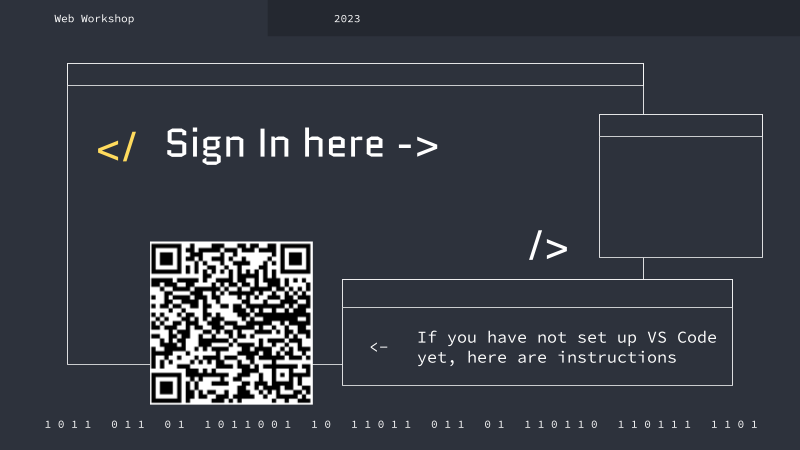 Web Workshop
2023
</ Sign In here ->
/>
<- If you have not set up VS Code
yet, here are instructions
1011 011 01 1011001 10 11011 011 01 110110 110111 1101